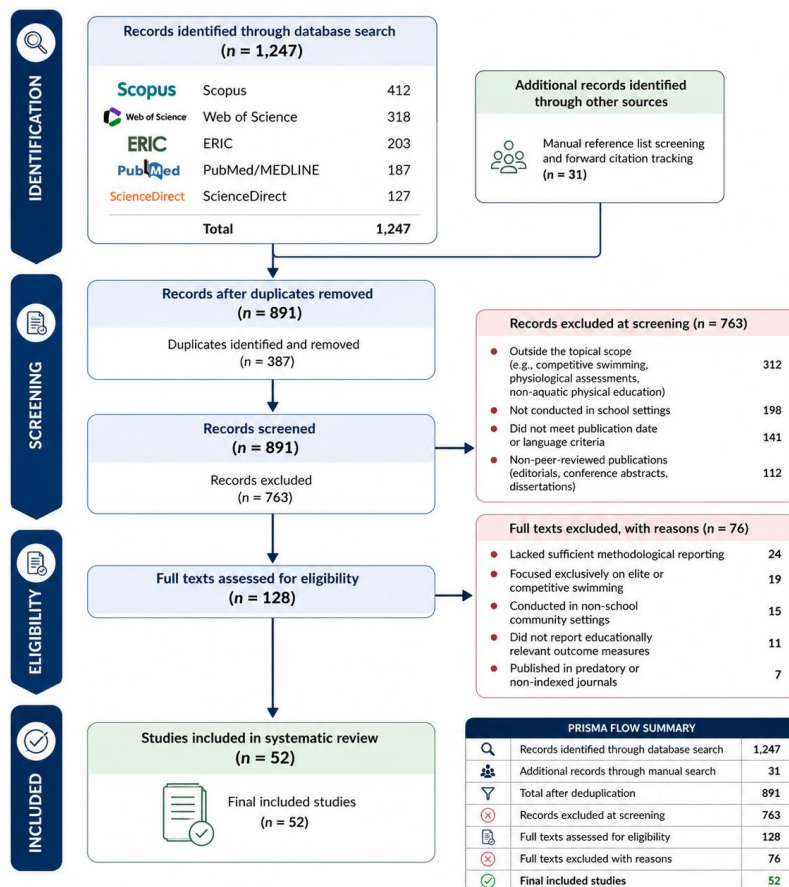 IDENTIFICATION
Records identified through database search
(n = 1,247)
Scopus Scopus 412
Web of Science Web of Science 318
ERIC ERIC 203
PubMed PubMed/MEDLINE 187
ScienceDirect ScienceDirect 127
Total 1,247
Additional records identified
through other sources
Manual reference list screening
and forward citation tracking
(n = 31)
SCREENING
Records after duplicates removed
(n = 891)
Duplicates identified and removed
(n = 387)
Records screened
(n = 891)
Records excluded
(n = 763)
Records excluded at screening (n = 763)
• Outside the topical scope
(e.g., competitive swimming,
physiological assessments,
non-aquatic physical education) 312
• Not conducted in school settings 198
• Did not meet publication date
or language criteria 141
• Non-peer-reviewed publications
(editorials, conference abstracts,
dissertations) 112
ELIGIBILITY
Full texts assessed for eligibility
(n = 128)
Full texts excluded, with reasons (n = 76)
• Lacked sufficient methodological reporting 24
• Focused exclusively on elite or
competitive swimming 19
• Conducted in non-school
community settings 15
• Did not report educationally
relevant outcome measures 11
• Published in predatory or
non-indexed journals 7
INCLUDED
Studies included in systematic review
(n = 52)
Final included studies
(n = 52)
PRISMA FLOW SUMMARY
Records identified through database search 1,247
Additional records through manual search 31
Total after deduplication 891
Records excluded at screening 763
Full texts assessed for eligibility 128
Full texts excluded with reasons 76
Final included studies 52